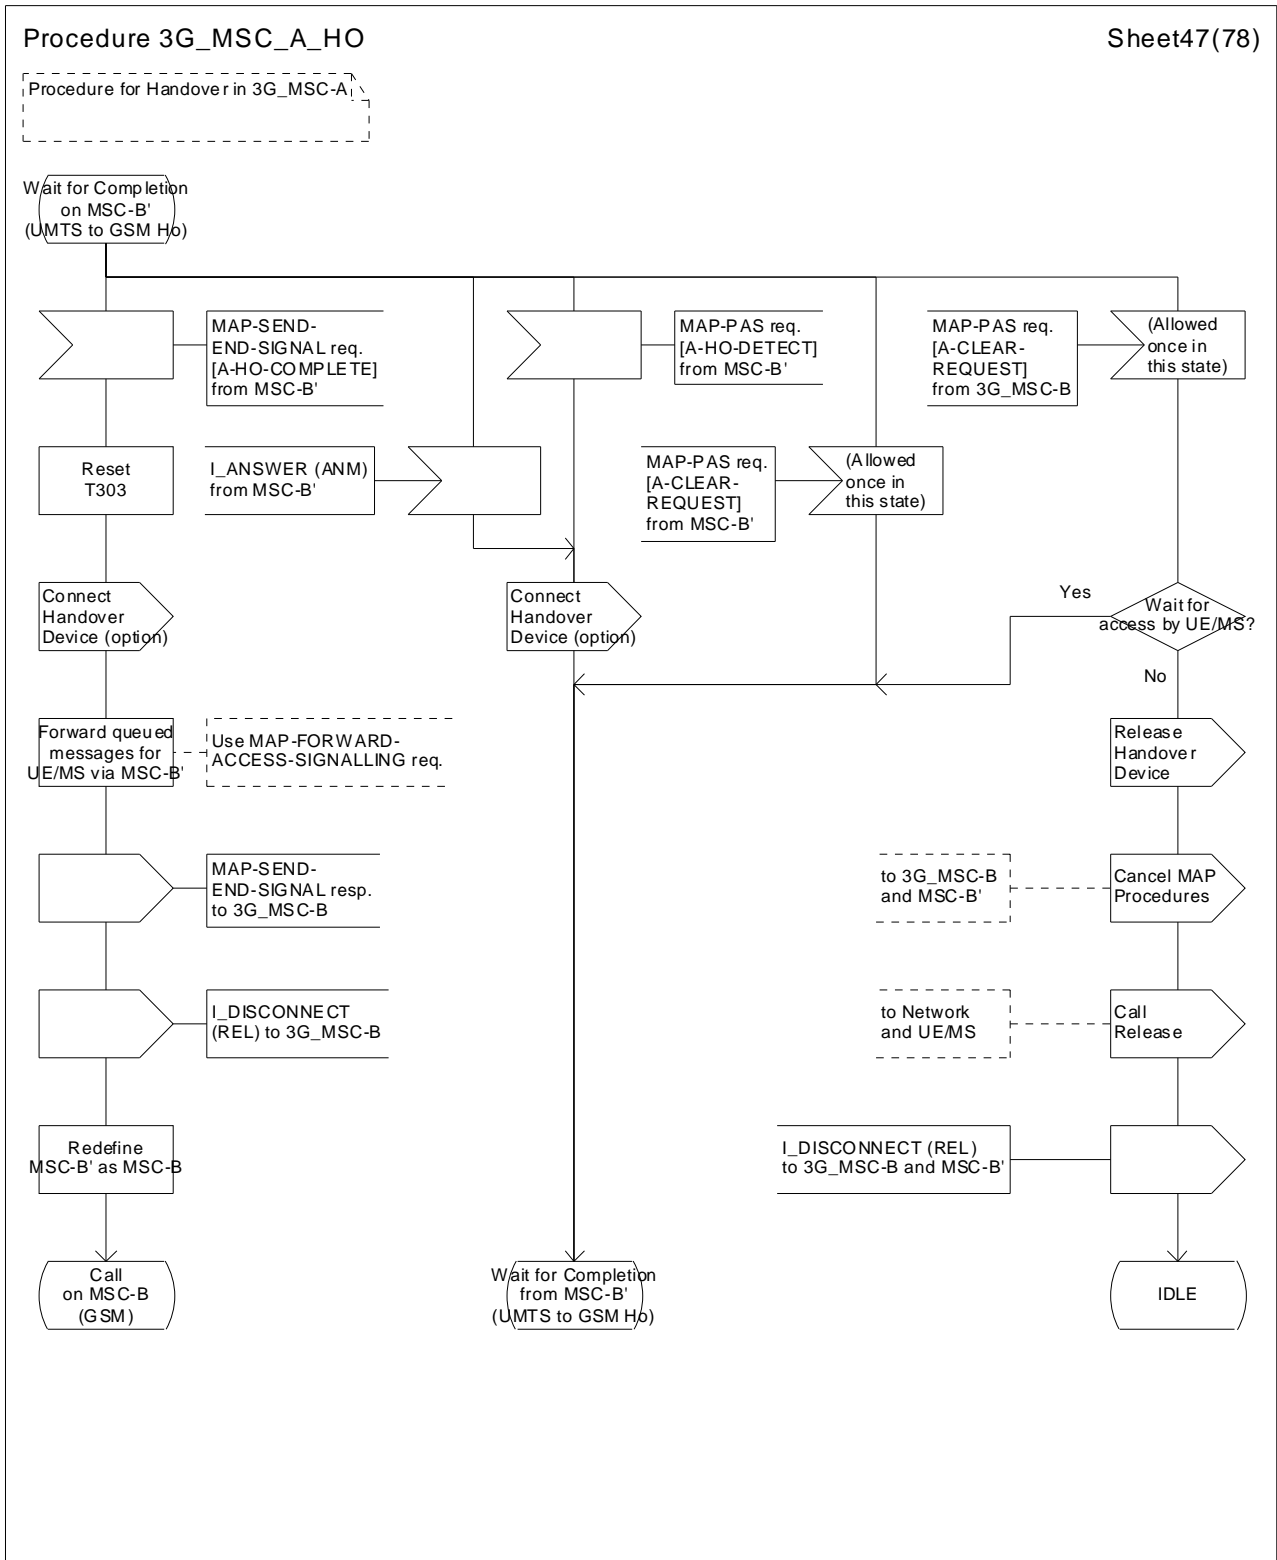 Procedure 3G_MSC_A_HO
Sheet47(78)
Procedure for Handover in 3G_MSC-A
Wait for Completion
on MSC-B'
(UMTS to GSM Ho)
MAP-SEND-
END-SIGNAL req.
[A-HO-COMPLETE]
from MSC-B'
MAP-PAS req.
[A-HO-DETECT]
from MSC-B'
MAP-PAS req.
[A-CLEAR-
REQUEST]
from 3G_MSC-B
(Allowed
once in
this state)
Reset
T303
I_ANSWER (ANM)
from MSC-B'
MAP-PAS req.
[A-CLEAR-
REQUEST]
from MSC-B'
(Allowed
once in
this state)
Connect
Handover
Device (option)
Connect
Handover
Device (option)
Yes
Wait for
access by UE/MS?
No
Forward queued
messages for
UE/MS via MSC-B'
Use MAP-FORWARD-
ACCESS-SIGNALLING req.
Release
Handover
Device
MAP-SEND-
END-SIGNAL resp.
to 3G_MSC-B
to 3G_MSC-B
and MSC-B'
Cancel MAP
Procedures
I_DISCONNECT
(REL) to 3G_MSC-B
to Network
and UE/MS
Call
Release
Redefine
MSC-B' as MSC-B
I_DISCONNECT (REL)
to 3G_MSC-B and MSC-B'
Call
on MSC-B
(GSM)
Wait for Completion
from MSC-B'
(UMTS to GSM Ho)
IDLE